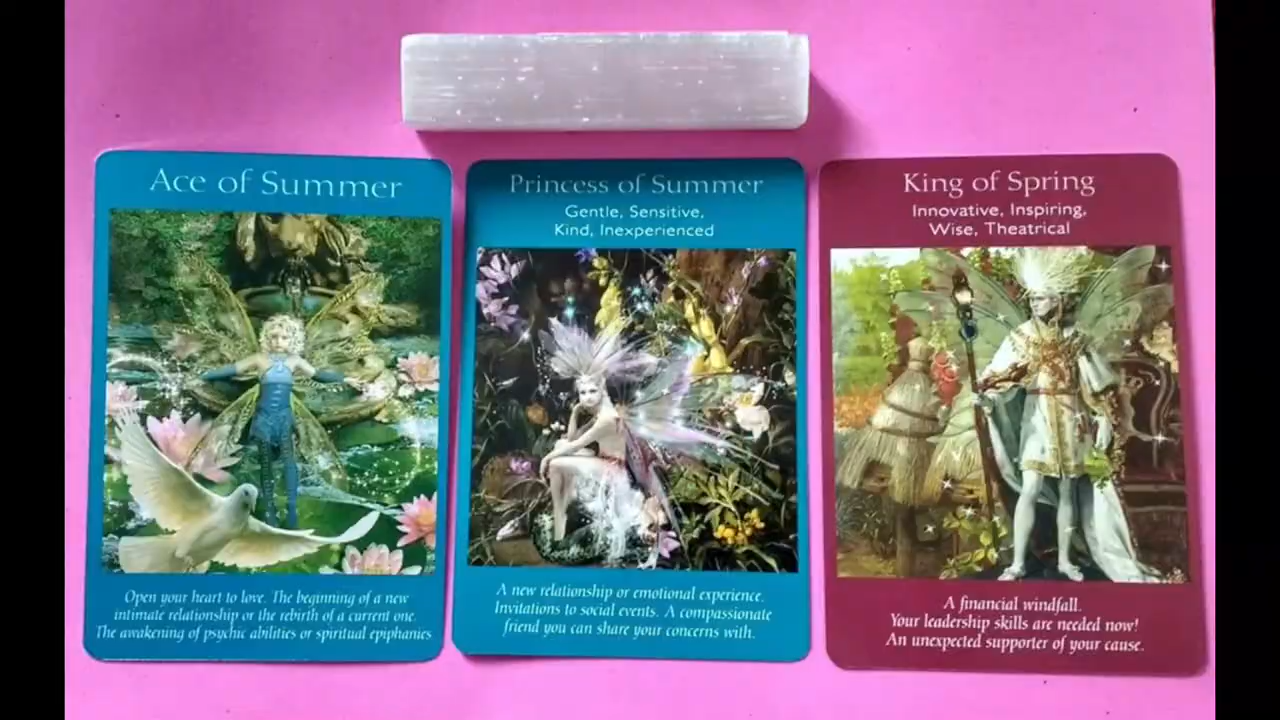 Ace of Summer
Open your heart to love. The beginning of a new
intimate relationship or the rebirth of a current one.
The awakening of psychic abilities or spiritual epiphanies
Princess of Summer
Gentle, Sensitive,
Kind, Inexperienced
A new relationship or emotional experience.
Invitations to social events. A compassionate
friend you can share your concerns with.
King of Spring
Innovative, Inspiring,
Wise, Theatrical
A financial windfall.
Your leadership skills are needed now!
An unexpected supporter of your cause.